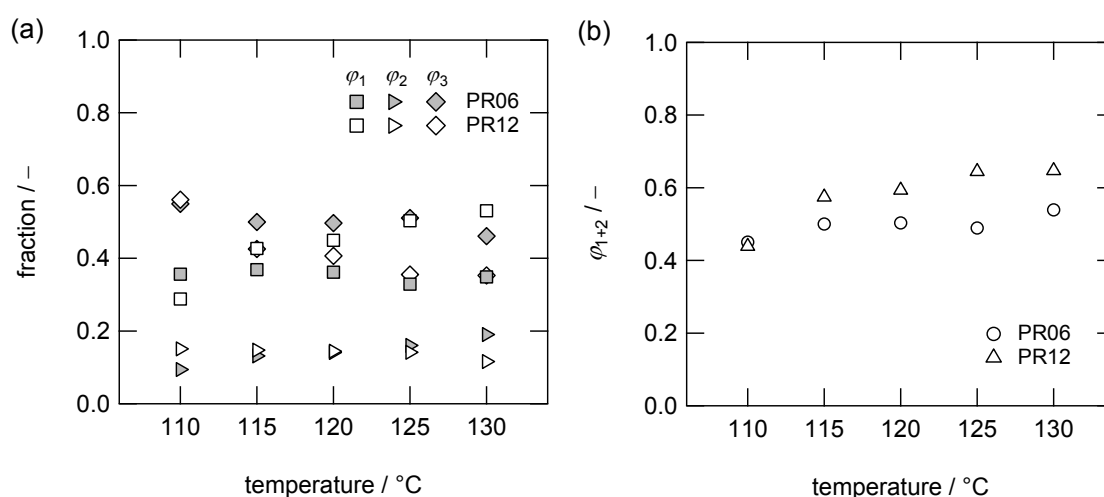 (a)
1.0
0.8
0.6
0.4
0.2
0.0
fraction / –
φ1 φ2 φ3
PR06
PR12
110 115 120 125 130
temperature / °C
(b)
1.0
0.8
0.6
0.4
0.2
0.0
φ1+2 / –
PR06
PR12
110 115 120 125 130
temperature / °C